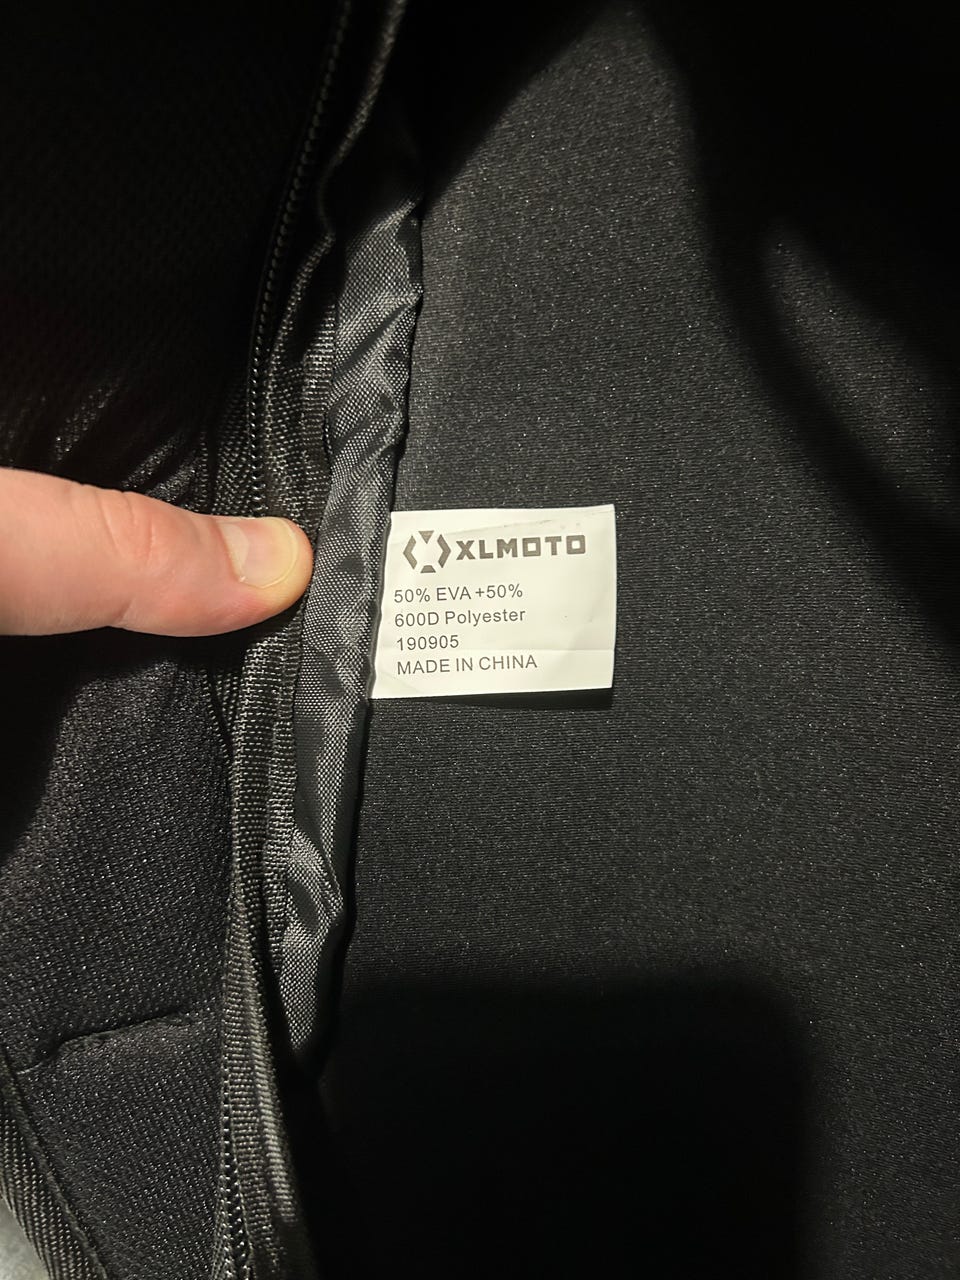 XLMOTO
50% EVA +50%
600D Polyester
190905
MADE IN CHINA